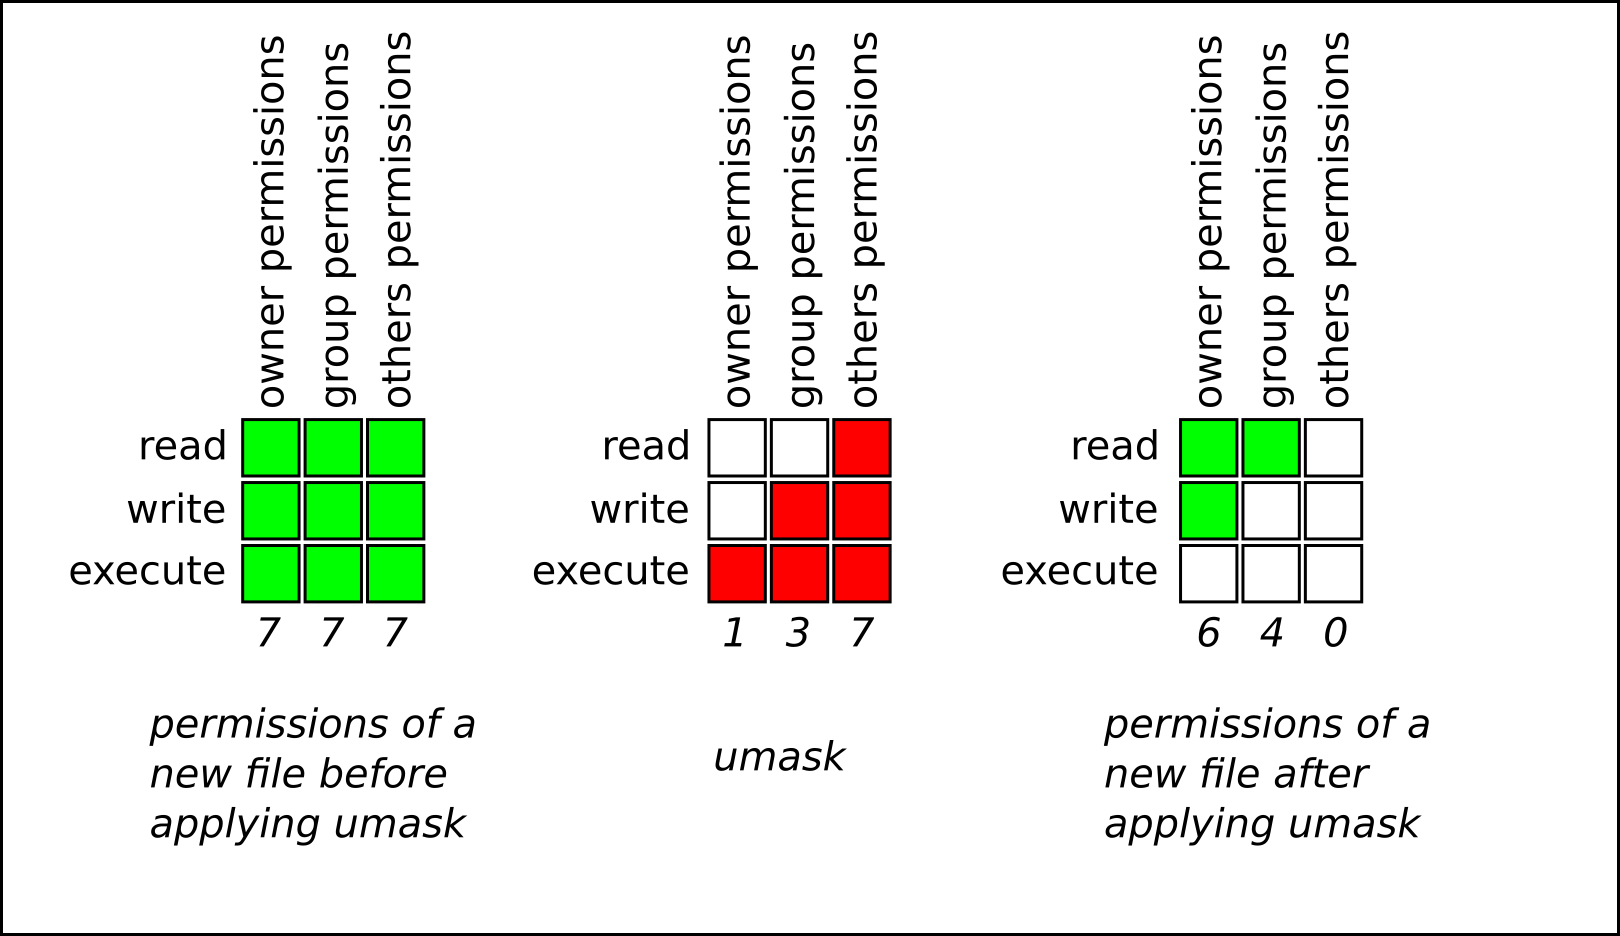 owner permissions
group permissions
others permissions
read
write
execute
7 7 7
permissions of a
new file before
applying umask
owner permissions
group permissions
others permissions
read
write
execute
1 3 7
umask
owner permissions
group permissions
others permissions
read
write
execute
6 4 0
permissions of a
new file after
applying umask